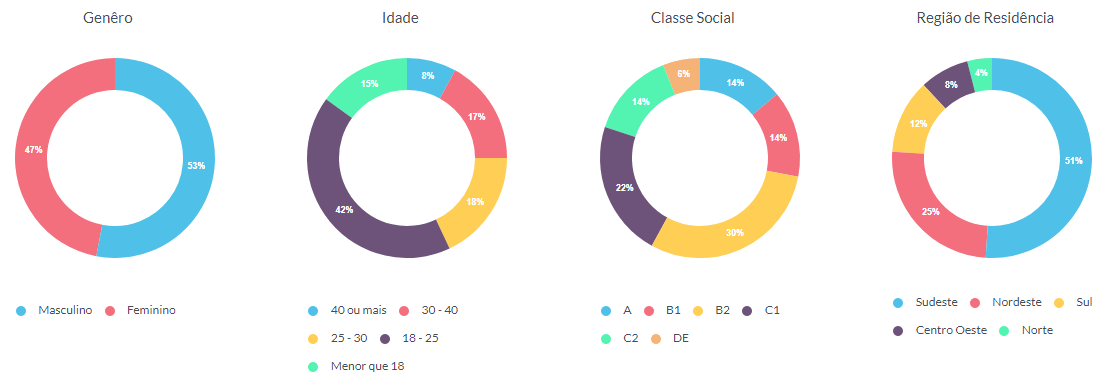 Genêro
53%
47%
Masculino
Feminino
Idade
8%
17%
18%
42%
15%
40 ou mais
30 - 40
25 - 30
18 - 25
Menor que 18
Classe Social
14%
14%
30%
22%
14%
6%
A
B1
B2
C1
C2
DE
Região de Residência
51%
25%
12%
8%
4%
Sudeste
Nordeste
Sul
Centro Oeste
Norte